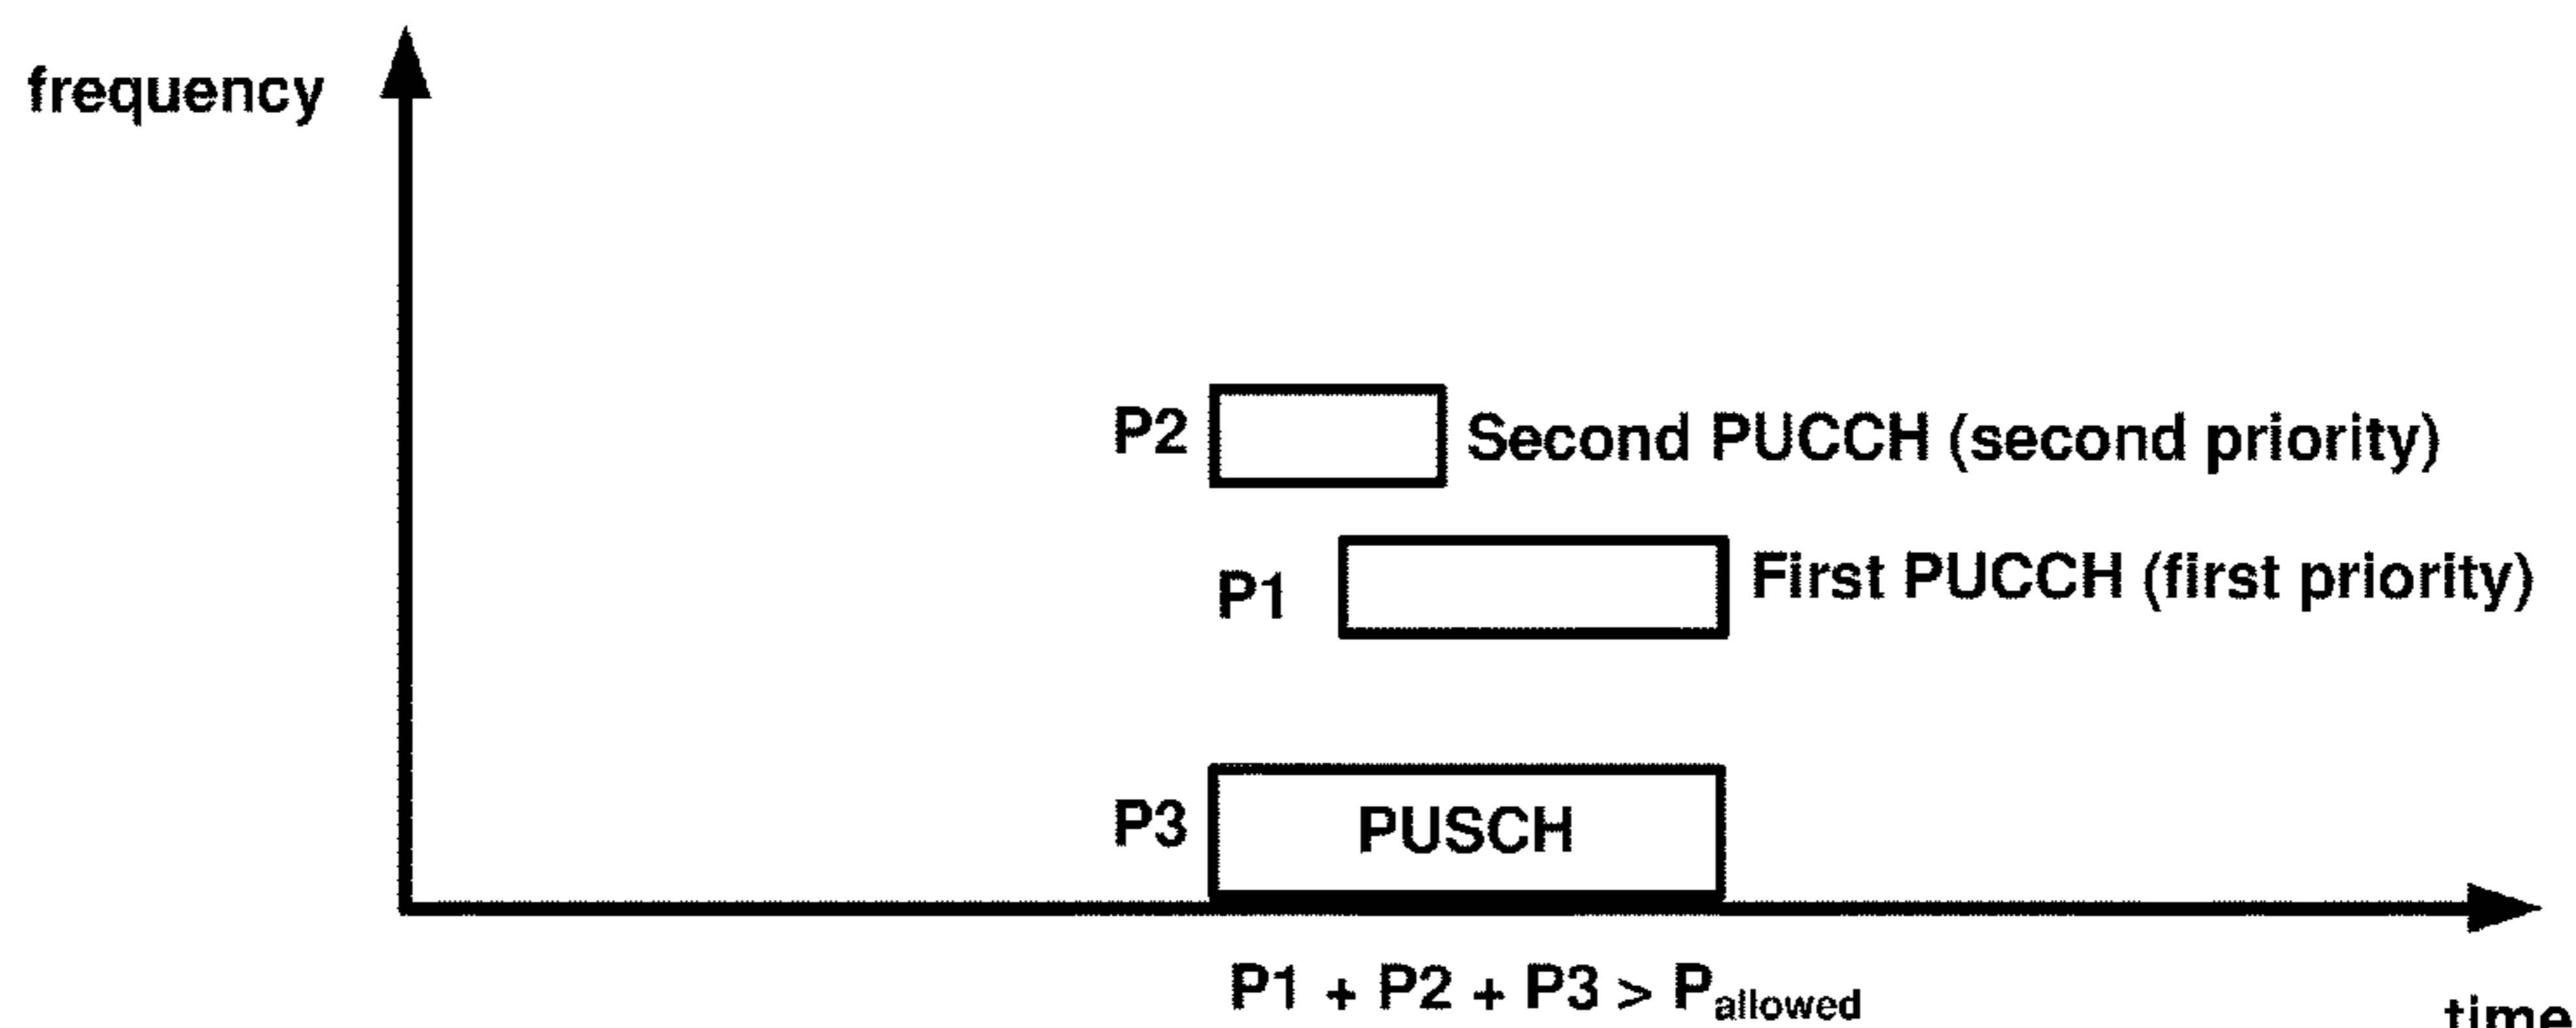 frequency
P2 Second PUCCH (second priority)
P1 First PUCCH (first priority)
P3 PUSCH
P1 + P2 + P3 > Pallowed
time